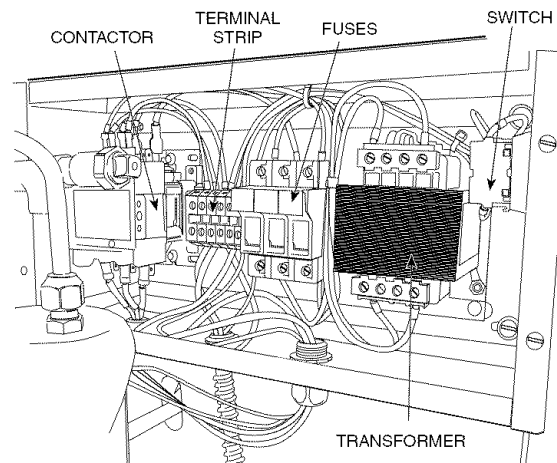 CONTACTOR
TERMINAL
STRIP
FUSES
SWITCH
TRANSFORMER